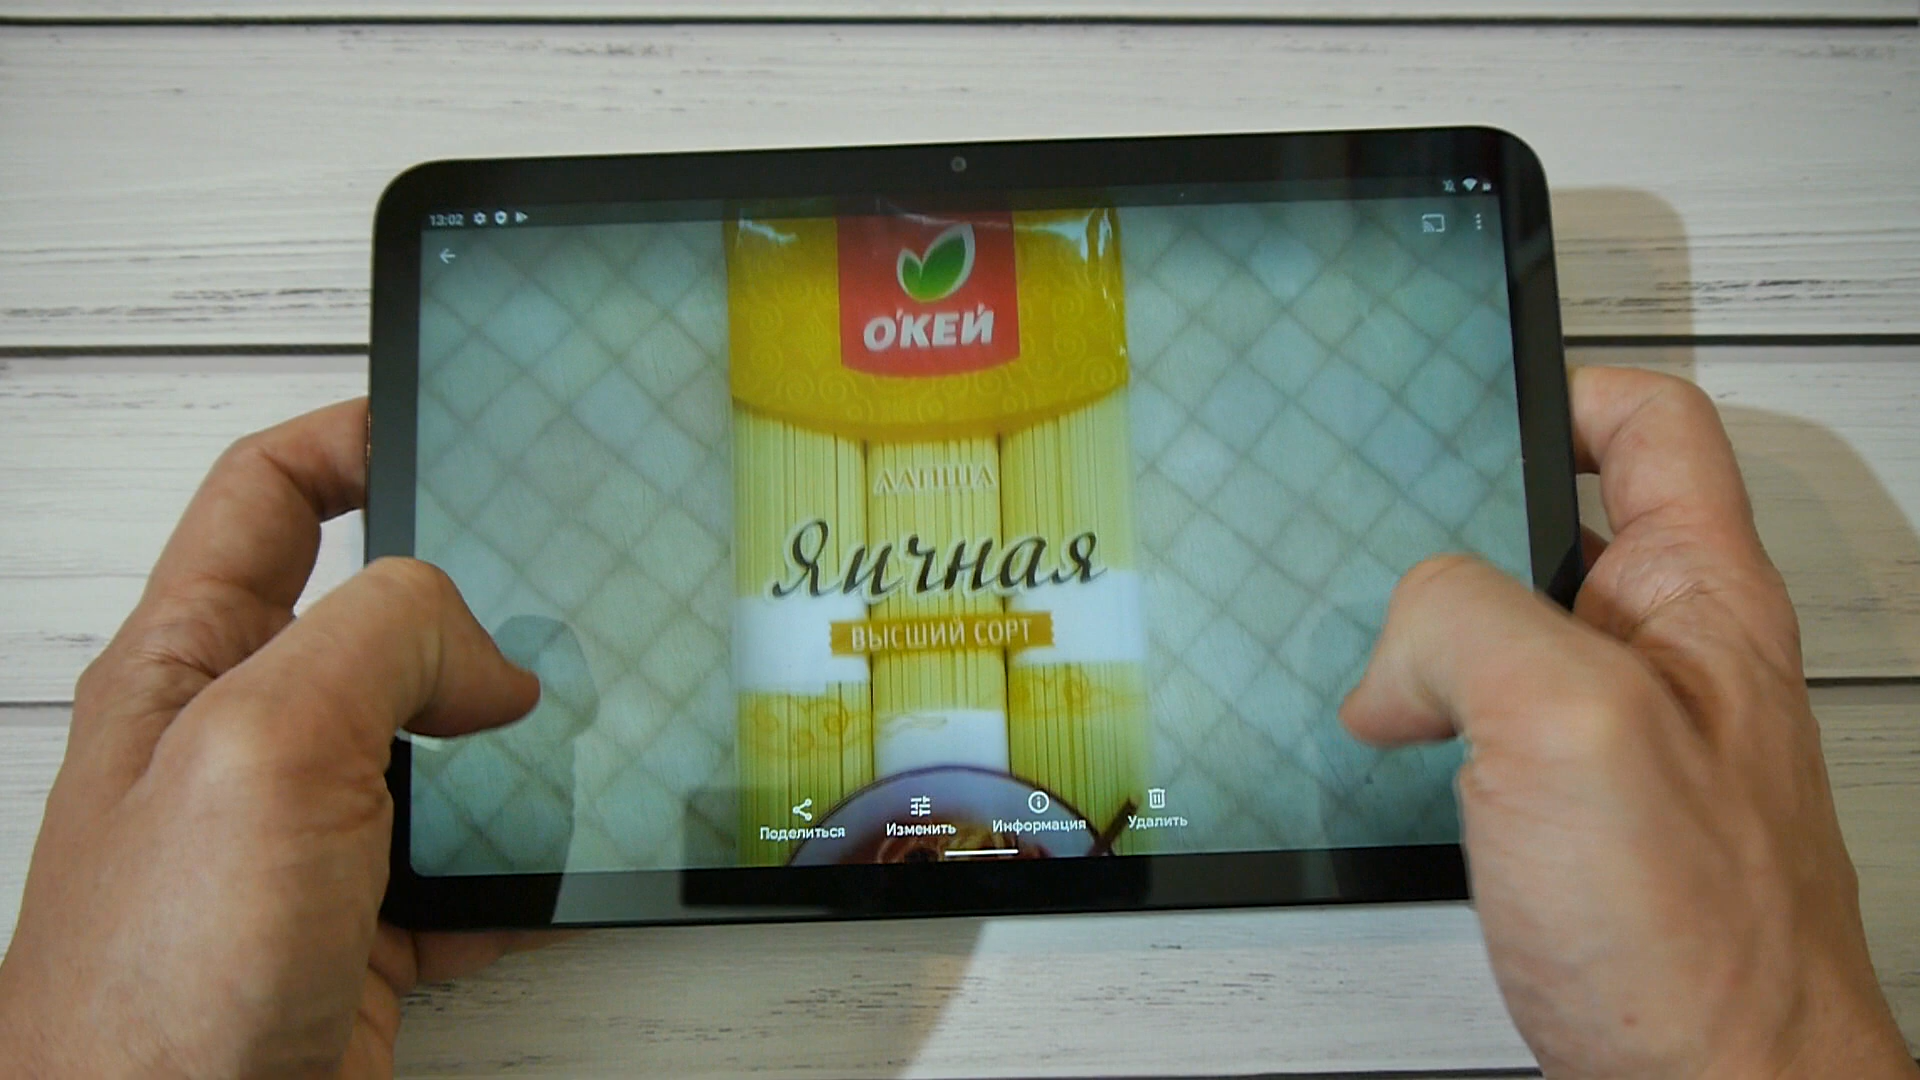 13:02
О'КЕЙ
ЛАПША
Яичная
ВЫСШИЙ СОРТ
Поделиться
Изменить
Информация
Удалить